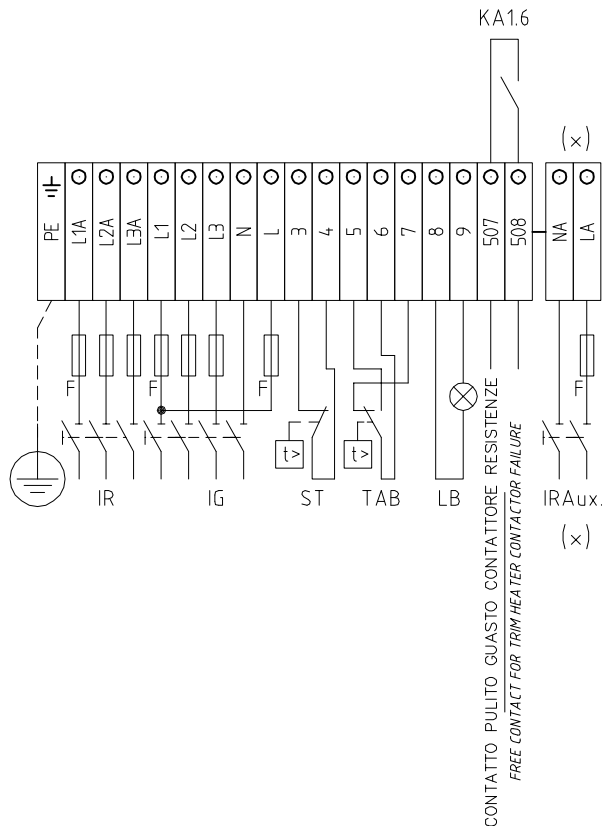 KA1.6
(x)
PE L1A L2A L3A L1 L2 L3 N L 3 4 5 6 7 8 9 507 508 NA LA
F F F F
t> t>
IR IG ST TAB LB IRAux.
(x)
CONTATTO PULITO GUASTO CONTATTORE RESISTENZE
FREE CONTACT FOR TRIM HEATER CONTACTOR FAILURE